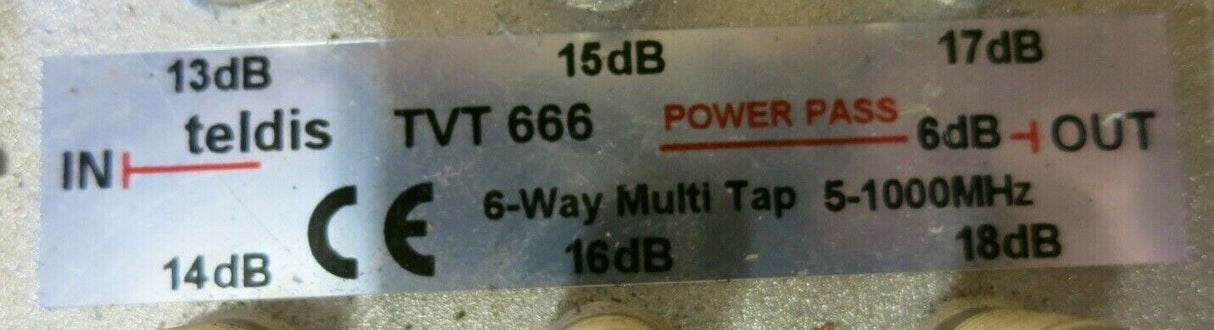 13dB 15dB 17dB
teldis TVT 666 POWER PASS
IN 6dB OUT
CE 6-Way Multi Tap 5-1000MHz
14dB 16dB 18dB